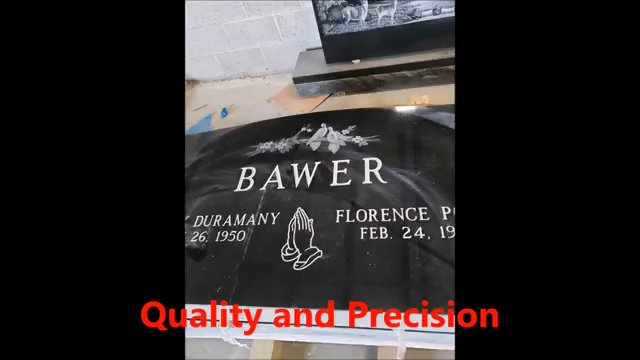 BAWER
DURAMANY FLORENCE
26, 1950 FEB. 24,
Quality and Precision